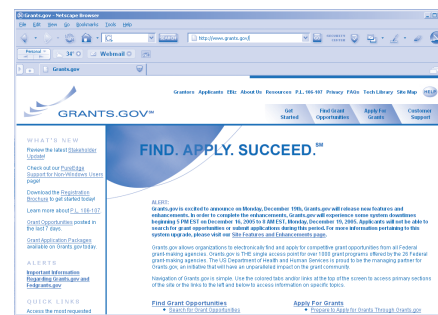 Grants.gov - Netscape Browser
File Edit View Go Bookmarks Tools Help
http://www.grants.gov/
Personal 34° Webmail
Grants.gov
Grantors Applicants EBiz About Us Resources P.L. 106-107 Privacy FAQs Tech Library Site Map HELP
GRANTS.GOV℠
Get Started
Find Grant Opportunities
Apply For Grants
Customer Support
WHAT'S NEW
Review the latest Stakeholder Update!
Check out our PureEdge Support for Non-Windows Users page!
Download the Registration Brochure to get started today!
Learn more about P.L. 106-107
Grant Opportunities posted in the last 7 days.
Grant Application Packages available on Grants.gov today.
ALERTS
Important Information Regarding Grants.gov and Fedgrants.gov
QUICK LINKS
Access the most requested
FIND. APPLY. SUCCEED.℠
ALERT:
Grants.gov is excited to announce on Monday, December 19th, Grants.gov will release new features and
enhancements. In order to complete the enhancements, Grants.gov will experience some system downtimes
beginning 5 PM EST on December 16, 2005 to 8 AM EST, Monday, December 19, 2005. Applicants will not be able to
search for grant opportunities or submit applications during this period. For more information pertaining to this
system upgrade, please visit our Site Features and Enhancements page.
Grants.gov allows organizations to electronically find and apply for competitive grant opportunities from all Federal
grant-making agencies. Grants.gov is THE single access point for over 1000 grant programs offered by the 26 Federal
grant-making agencies. The US Department of Health and Human Services is proud to be the managing partner for
Grants.gov, an initiative that will have an unparalleled impact on the grant community.
Navigation of Grants.gov is simple. Use the colored tabs and/or links at the top of the screen to access primary sections
of the site or the links to the left and below to access information on specific topics.
Find Grant Opportunities
Search for Grant Opportunities
Apply For Grants
Prepare to Apply for Grants Through Grants.gov